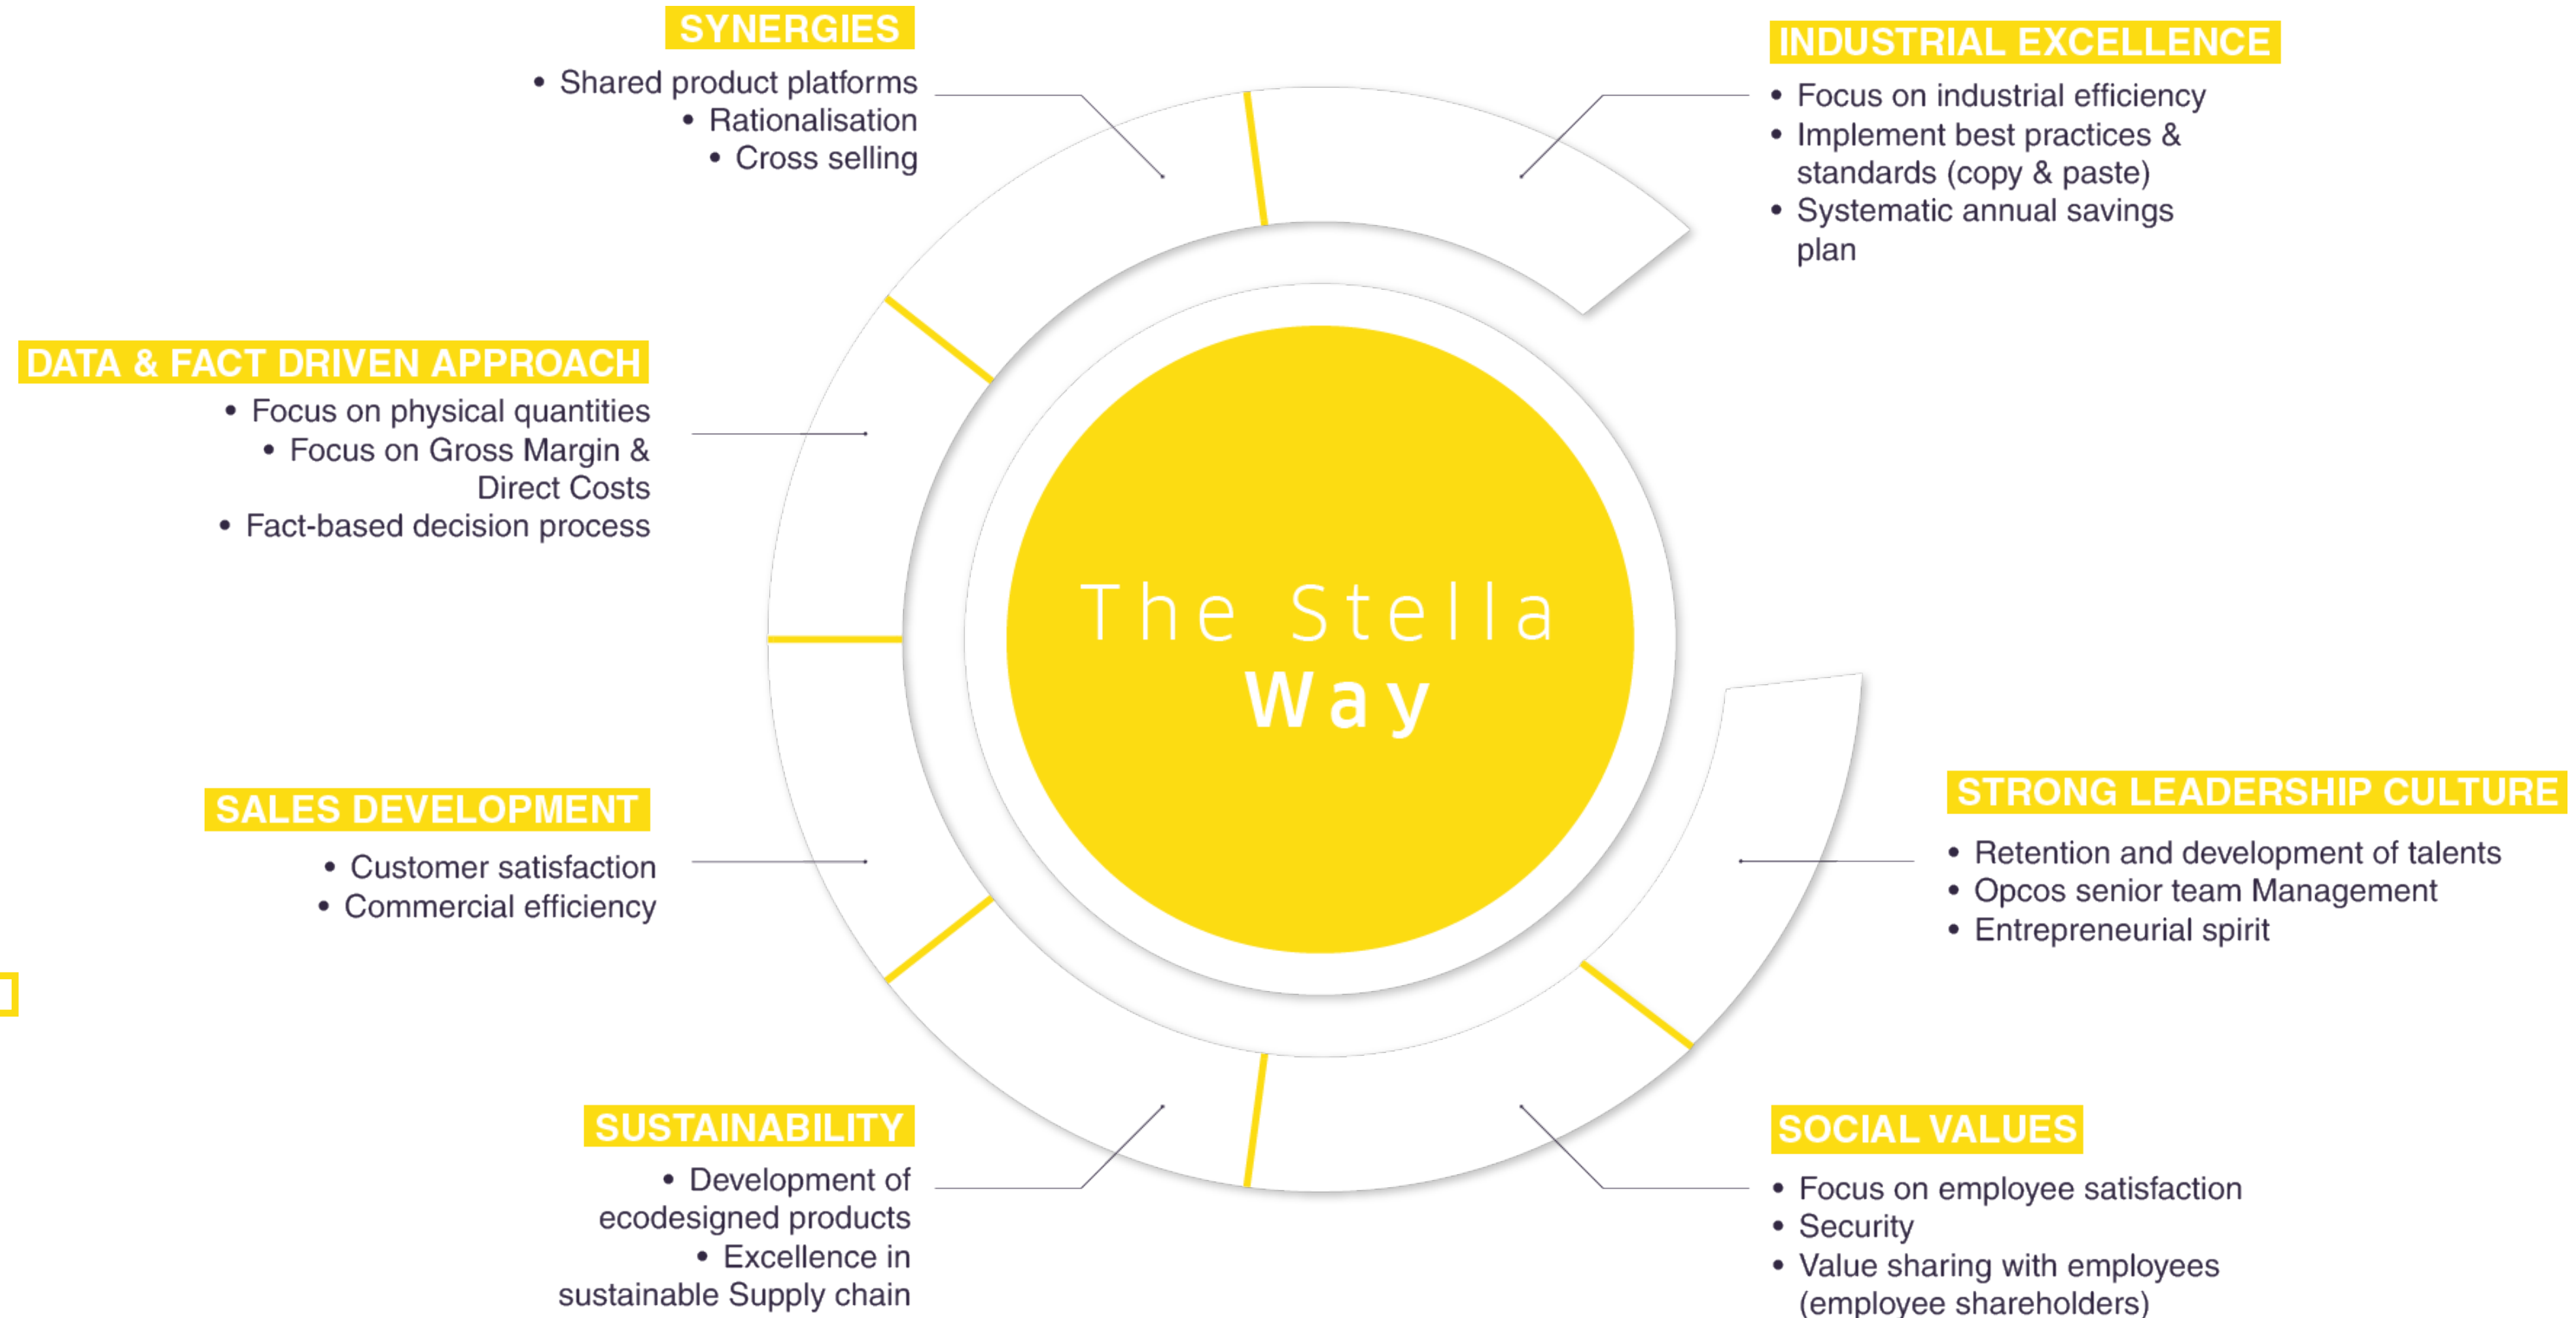 SYNERGIES
• Shared product platforms
• Rationalisation
• Cross selling
INDUSTRIAL EXCELLENCE
• Focus on industrial efficiency
• Implement best practices &
standards (copy & paste)
• Systematic annual savings
plan
DATA & FACT DRIVEN APPROACH
• Focus on physical quantities
• Focus on Gross Margin &
Direct Costs
• Fact-based decision process
The Stella
Way
SALES DEVELOPMENT
• Customer satisfaction
• Commercial efficiency
STRONG LEADERSHIP CULTURE
• Retention and development of talents
• Opcos senior team Management
• Entrepreneurial spirit
SUSTAINABILITY
• Development of
ecodesigned products
• Excellence in
sustainable Supply chain
SOCIAL VALUES
• Focus on employee satisfaction
• Security
• Value sharing with employees
(employee shareholders)